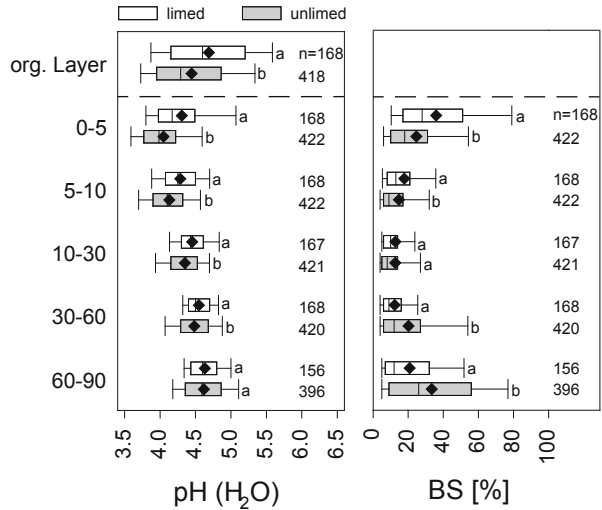 limed unlimed
org. Layer a n=168
b 418
0-5 a 168 a n=168
b 422 b 422
5-10 a 168 a 168
b 422 b 422
10-30 a 167 a 167
b 421 a 421
30-60 a 168 a 168
b 420 b 420
60-90 a 156 a 156
a 396 b 396
3.5 4.0 4.5 5.0 5.5 6.0 6.5 0 20 40 60 80 100
pH (H₂O) BS [%]